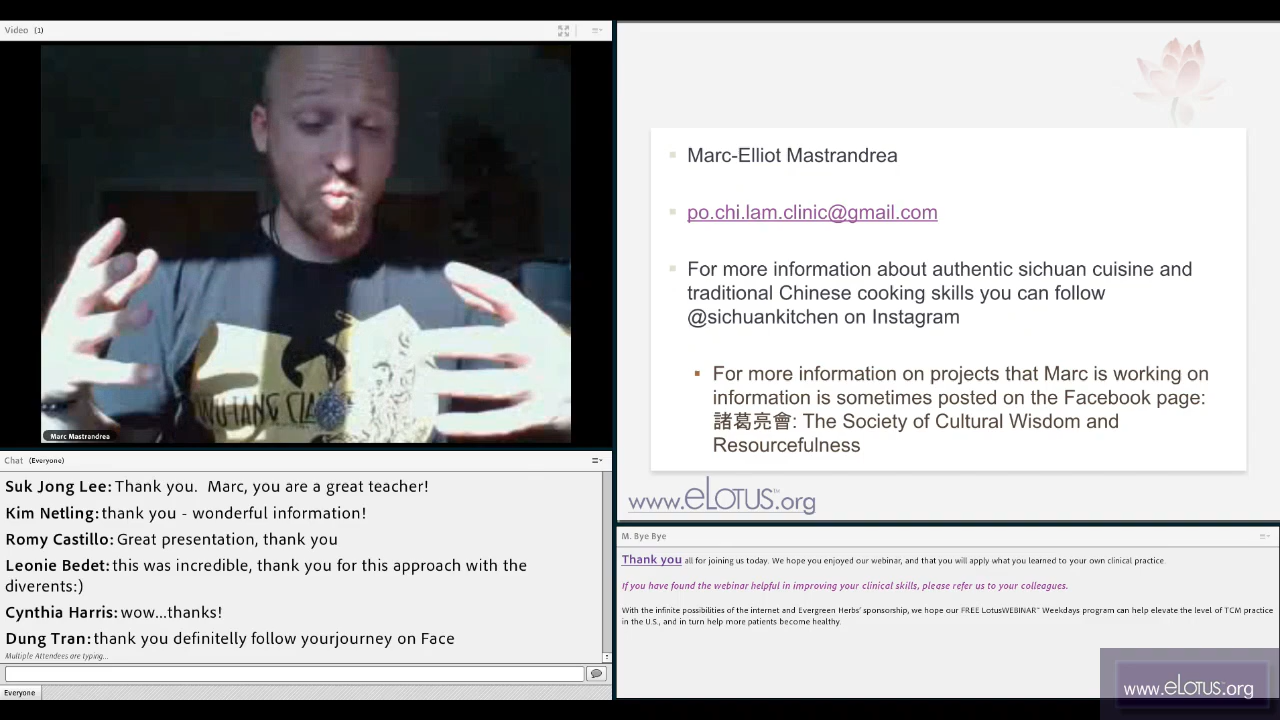 Video (1)
WU-TANG CLA
Marc Mastrandrea
Chat (Everyone)
Suk Jong Lee: Thank you. Marc, you are a great teacher!
Kim Netling: thank you - wonderful information!
Romy Castillo: Great presentation, thank you
Leonie Bedet: this was incredible, thank you for this approach with the
diverents:)
Cynthia Harris: wow...thanks!
Dung Tran: thank you definitelly follow yourjourney on Face
Multiple Attendees are typing...
Everyone
Marc-Elliot Mastrandrea
po.chi.lam.clinic@gmail.com
For more information about authentic sichuan cuisine and
traditional Chinese cooking skills you can follow
@sichuankitchen on Instagram
For more information on projects that Marc is working on
information is sometimes posted on the Facebook page:
諸葛亮會: The Society of Cultural Wisdom and
Resourcefulness
www.eLOTUS.org
M. Bye Bye
Thank you all for joining us today. We hope you enjoyed our webinar, and that you will apply what you learned to your own clinical practice.
If you have found the webinar helpful in improving your clinical skills, please refer us to your colleagues.
With the infinite possibilities of the internet and Evergreen Herbs' sponsorship, we hope our FREE LotusWEBINAR™ Weekdays program can help elevate the level of TCM practice
in the U.S., and in turn help more patients become healthy.
www.eLOTUS.org